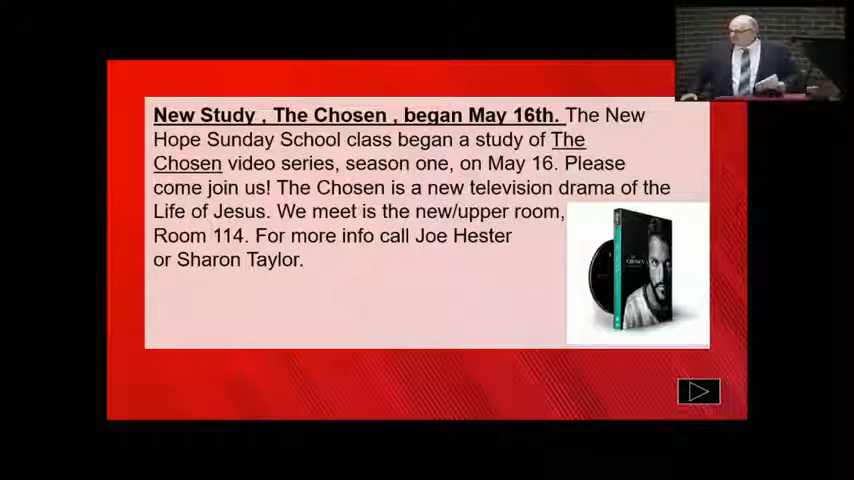 New Study , The Chosen , began May 16th. The New
Hope Sunday School class began a study of The
Chosen video series, season one, on May 16. Please
come join us! The Chosen is a new television drama of the
Life of Jesus. We meet is the new/upper room,
Room 114. For more info call Joe Hester
or Sharon Taylor.
CHOSEN